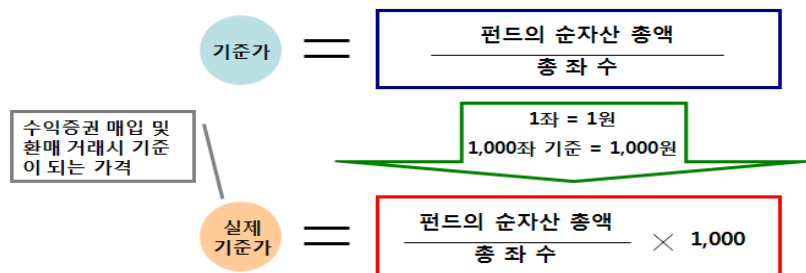 기준가
=
펀드의 순자산 총액
총 좌 수
1좌 = 1원
1,000좌 기준 = 1,000원
수익증권 매입 및
환매 거래시 기준
이 되는 가격
실제
기준가
=
펀드의 순자산 총액
총 좌 수
× 1,000